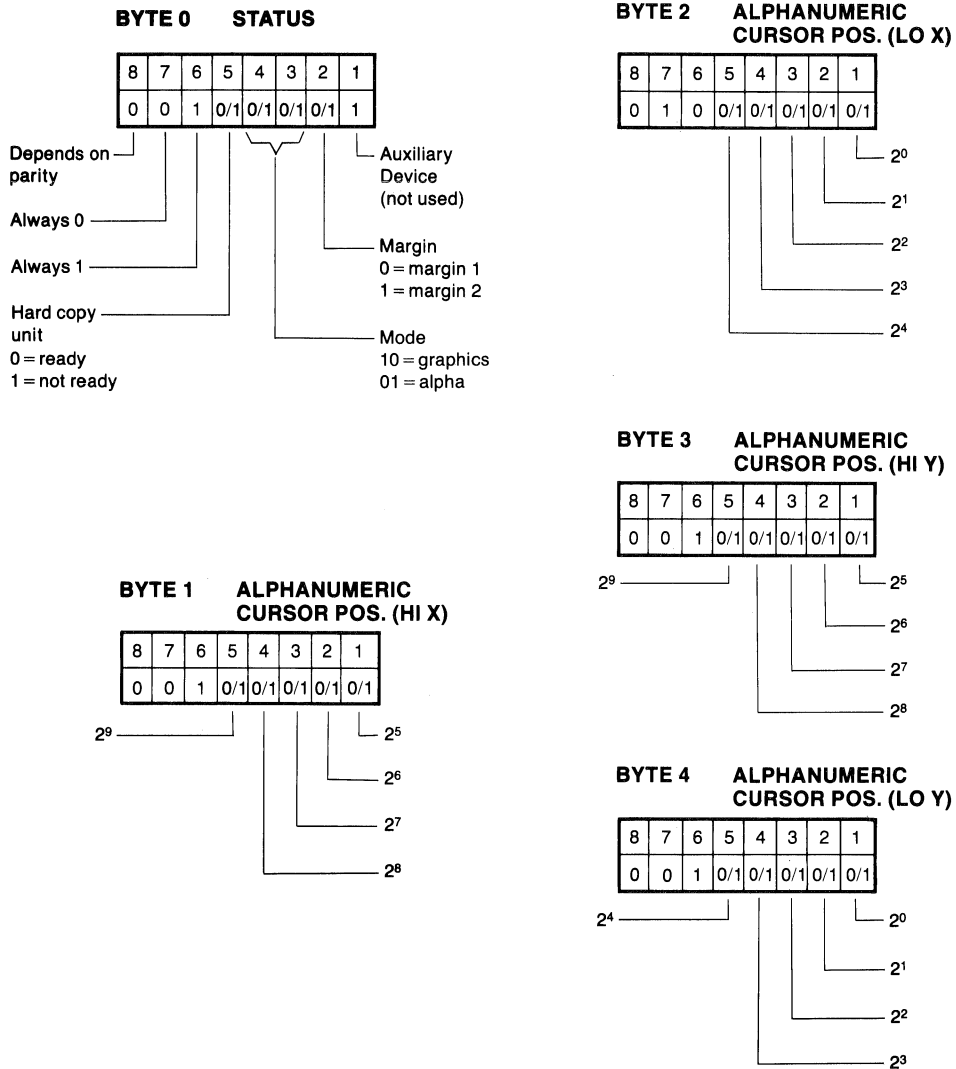 BYTE 0 STATUS
8 7 6 5 4 3 2 1
0 0 1 0/1 0/1 0/1 0/1 1
Depends on
parity
Always 0
Always 1
Hard copy
unit
0 = ready
1 = not ready
Auxiliary
Device
(not used)
Margin
0 = margin 1
1 = margin 2
Mode
10 = graphics
01 = alpha
BYTE 1 ALPHANUMERIC
CURSOR POS. (HI X)
8 7 6 5 4 3 2 1
0 0 1 0/1 0/1 0/1 0/1 0/1
2⁹
2⁵
2⁶
2⁷
2⁸
BYTE 2 ALPHANUMERIC
CURSOR POS. (LO X)
8 7 6 5 4 3 2 1
0 1 0 0/1 0/1 0/1 0/1 0/1
2⁰
2¹
2²
2³
2⁴
BYTE 3 ALPHANUMERIC
CURSOR POS. (HI Y)
8 7 6 5 4 3 2 1
0 0 1 0/1 0/1 0/1 0/1 0/1
2⁹
2⁵
2⁶
2⁷
2⁸
BYTE 4 ALPHANUMERIC
CURSOR POS. (LO Y)
8 7 6 5 4 3 2 1
0 0 1 0/1 0/1 0/1 0/1 0/1
2⁴
2⁰
2¹
2²
2³